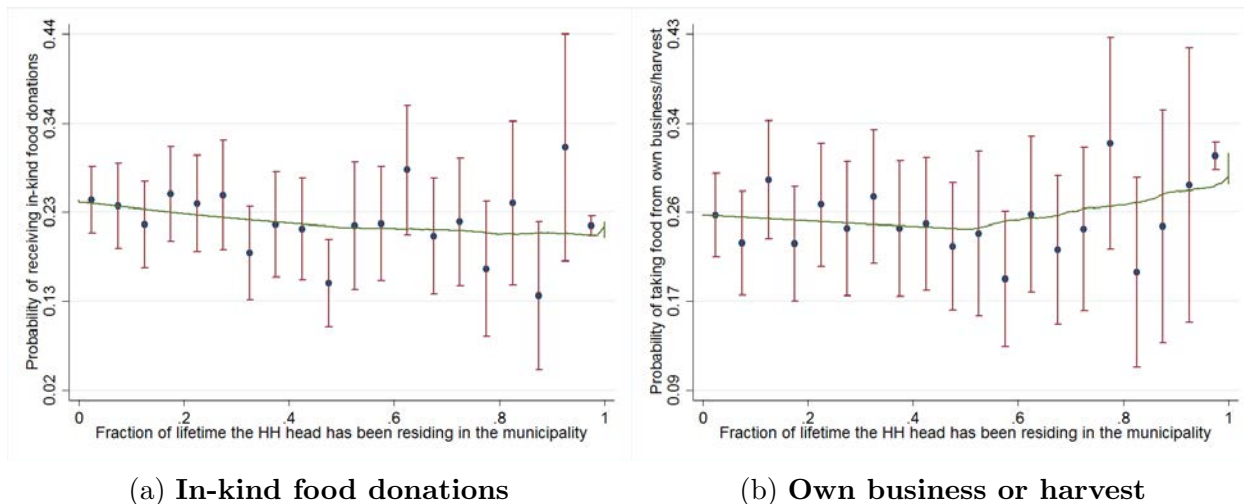 Probability of receiving in-kind food donations
0.44
0.34
0.23
0.13
0.02
0 .2 .4 .6 .8 1
Fraction of lifetime the HH head has been residing in the municipality
(a) In-kind food donations
Probability of taking food from own business/harvest
0.43
0.34
0.26
0.17
0.09
0 .2 .4 .6 .8 1
Fraction of lifetime the HH head has been residing in the municipality
(b) Own business or harvest